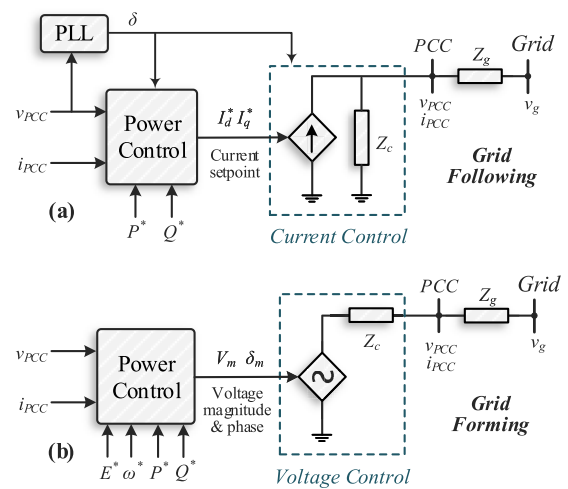 PLL
δ
v_PCC
i_PCC
Power
Control
I_d^* I_q^*
Current
setpoint
P^* Q^*
(a)
Z_c
Current Control
PCC
Z_g
Grid
v_PCC
i_PCC
v_g
Grid
Following
v_PCC
i_PCC
Power
Control
V_m δ_m
Voltage
magnitude
& phase
E^* ω^* P^* Q^*
(b)
Z_c
Voltage Control
PCC
Z_g
Grid
v_PCC
i_PCC
v_g
Grid
Forming